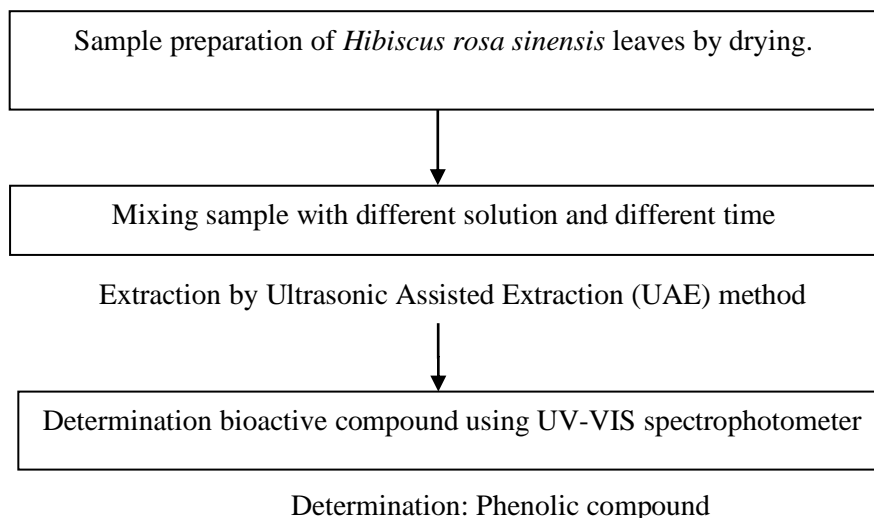 Sample preparation of Hibiscus rosa sinensis leaves by drying.
Mixing sample with different solution and different time
Extraction by Ultrasonic Assisted Extraction (UAE) method
Determination bioactive compound using UV-VIS spectrophotometer
Determination: Phenolic compound